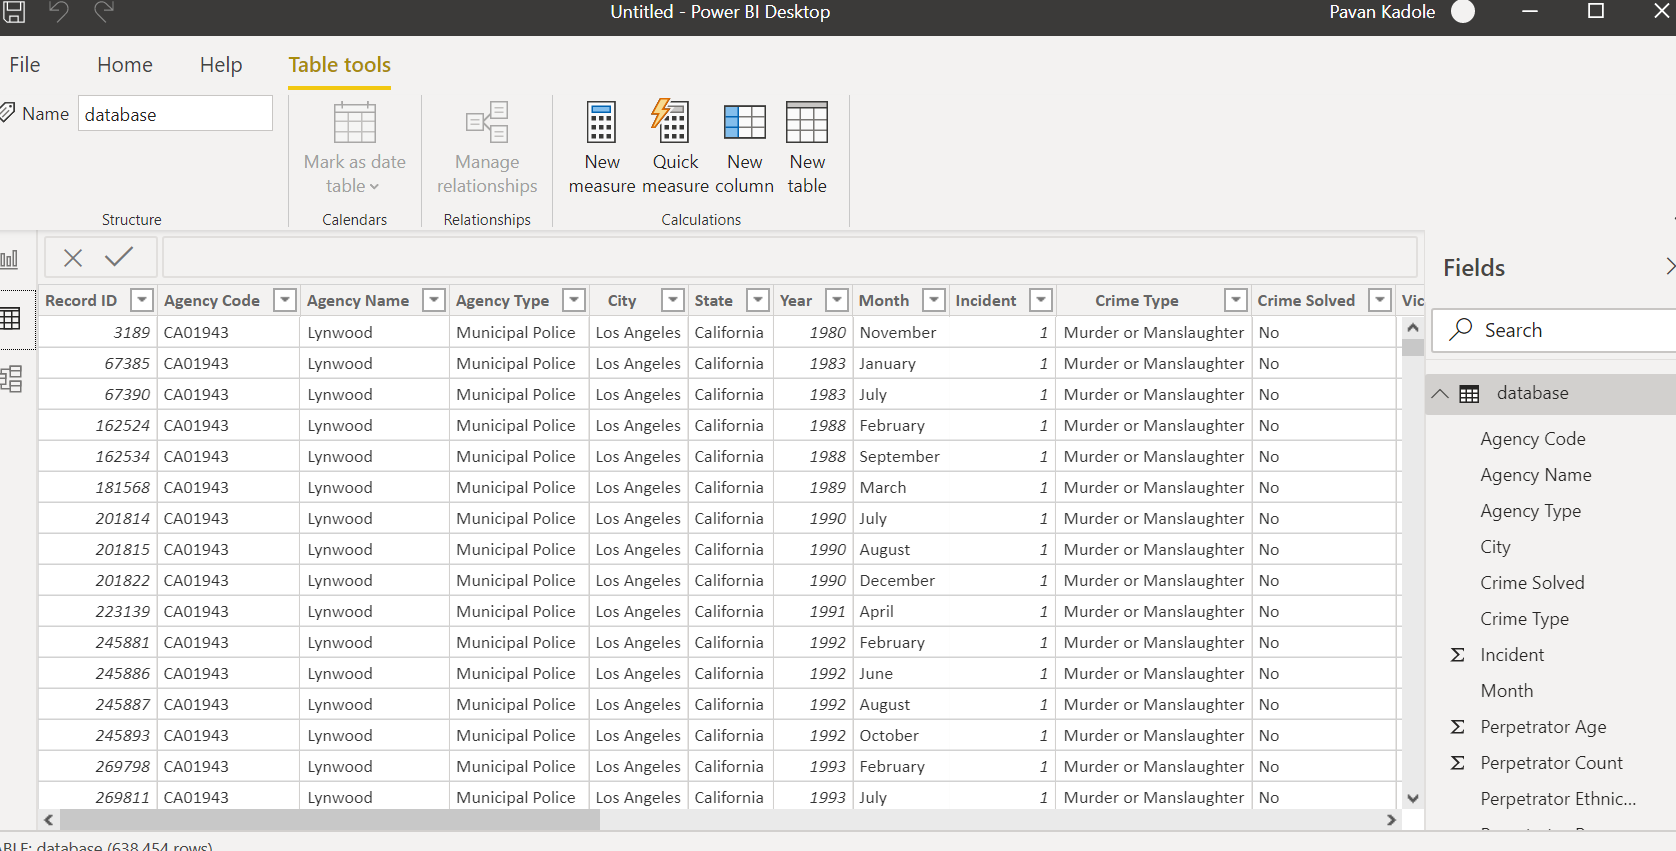 Untitled - Power BI Desktop
Pavan Kadole
File Home Help Table tools
Name database
Mark as date table
Manage relationships
New measure
Quick measure
New column
New table
Structure Calendars Relationships Calculations
Record ID Agency Code Agency Name Agency Type City State Year Month Incident Crime Type Crime Solved Vic
3189 CA01943 Lynwood Municipal Police Los Angeles California 1980 November 1 Murder or Manslaughter No
67385 CA01943 Lynwood Municipal Police Los Angeles California 1983 January 1 Murder or Manslaughter No
67390 CA01943 Lynwood Municipal Police Los Angeles California 1983 July 1 Murder or Manslaughter No
162524 CA01943 Lynwood Municipal Police Los Angeles California 1988 February 1 Murder or Manslaughter No
162534 CA01943 Lynwood Municipal Police Los Angeles California 1988 September 1 Murder or Manslaughter No
181568 CA01943 Lynwood Municipal Police Los Angeles California 1989 March 1 Murder or Manslaughter No
201814 CA01943 Lynwood Municipal Police Los Angeles California 1990 July 1 Murder or Manslaughter No
201815 CA01943 Lynwood Municipal Police Los Angeles California 1990 August 1 Murder or Manslaughter No
201822 CA01943 Lynwood Municipal Police Los Angeles California 1990 December 1 Murder or Manslaughter No
223139 CA01943 Lynwood Municipal Police Los Angeles California 1991 April 1 Murder or Manslaughter No
245881 CA01943 Lynwood Municipal Police Los Angeles California 1992 February 1 Murder or Manslaughter No
245886 CA01943 Lynwood Municipal Police Los Angeles California 1992 June 1 Murder or Manslaughter No
245887 CA01943 Lynwood Municipal Police Los Angeles California 1992 August 1 Murder or Manslaughter No
245893 CA01943 Lynwood Municipal Police Los Angeles California 1992 October 1 Murder or Manslaughter No
269798 CA01943 Lynwood Municipal Police Los Angeles California 1993 February 1 Murder or Manslaughter No
269811 CA01943 Lynwood Municipal Police Los Angeles California 1993 July 1 Murder or Manslaughter No
Fields
Search
database
Agency Code
Agency Name
Agency Type
City
Crime Solved
Crime Type
Σ Incident
Month
Σ Perpetrator Age
Σ Perpetrator Count
Perpetrator Ethnic...
ABLE: database (638,454 rows)